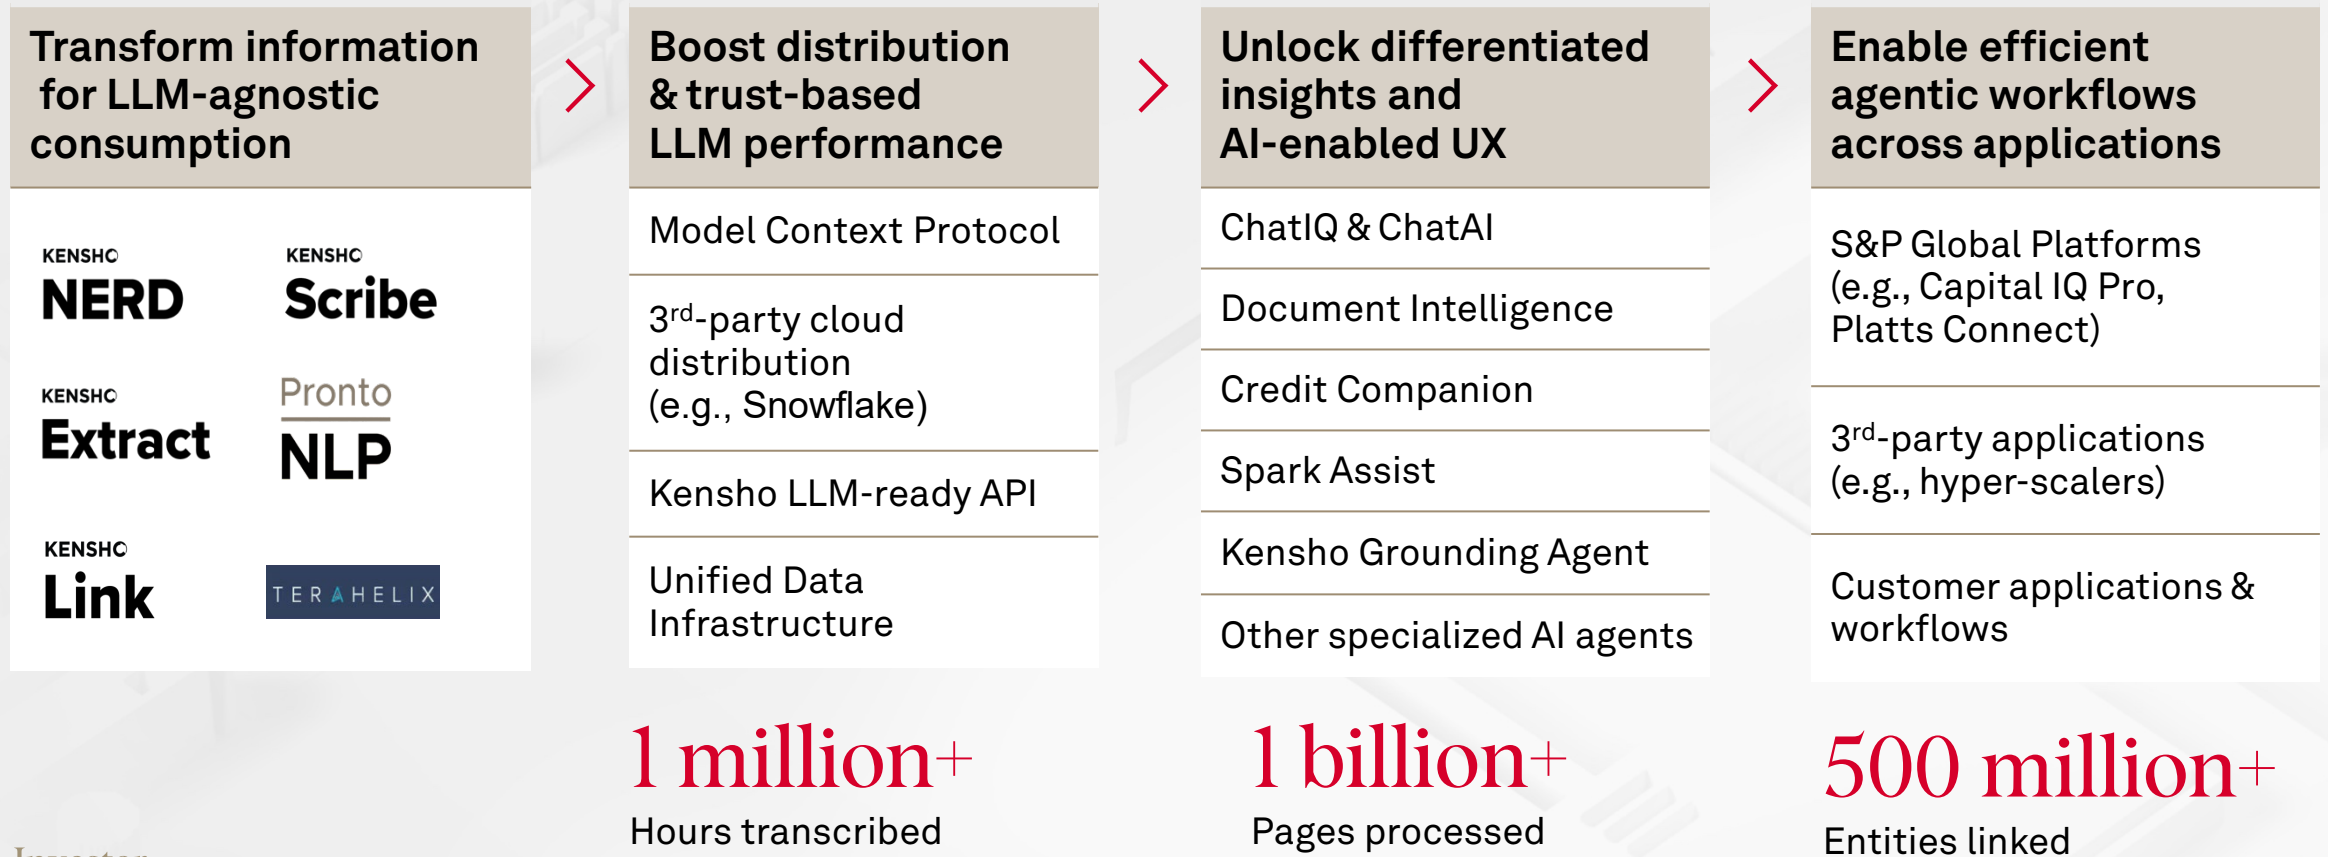 Transform information
for LLM-agnostic
consumption
KENSHO
NERD
KENSHO
Scribe
KENSHO
Extract
Pronto
NLP
KENSHO
Link
TERAHELIX
Boost distribution
& trust-based
LLM performance
Model Context Protocol
3rd-party cloud
distribution
(e.g., Snowflake)
Kensho LLM-ready API
Unified Data
Infrastructure
Unlock differentiated
insights and
AI-enabled UX
ChatIQ & ChatAI
Document Intelligence
Credit Companion
Spark Assist
Kensho Grounding Agent
Other specialized AI agents
Enable efficient
agentic workflows
across applications
S&P Global Platforms
(e.g., Capital IQ Pro,
Platts Connect)
3rd-party applications
(e.g., hyper-scalers)
Customer applications &
workflows
1 million+
Hours transcribed
1 billion+
Pages processed
500 million+
Entities linked